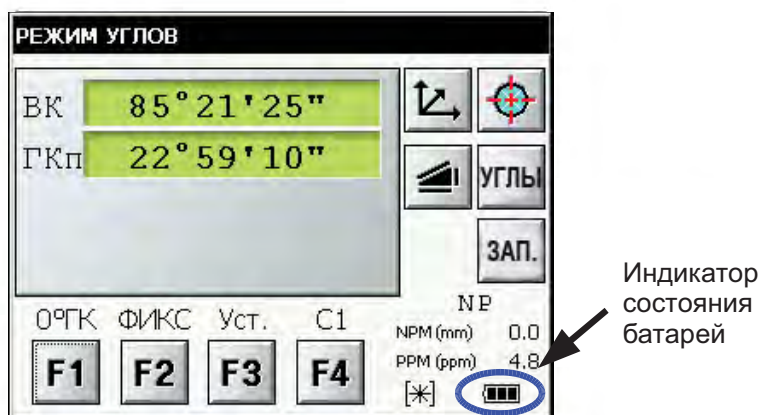 РЕЖИМ УГЛОВ
ВК 85°21'25"
ГКп 22°59'10"
УГЛЫ
ЗАП.
Индикатор
состояния
батарей
0°ГК ФИКС Уст. C1
F1 F2 F3 F4
NP
NPM (mm) 0.0
PPM (ppm) 4.8
[*]